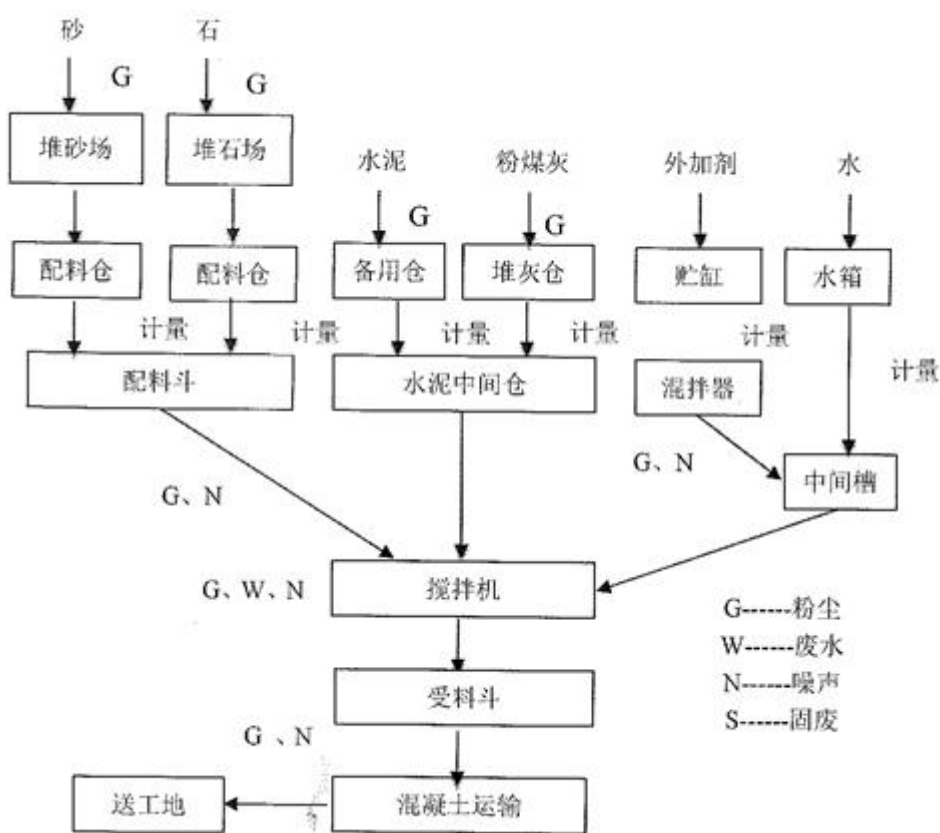 砂 石
G G
堆砂场 堆石场
水泥 粉煤灰 外加剂 水
G G
配料仓 配料仓 备用仓 堆灰仓 贮缸 水箱
计量 计量 计量 计量 计量
计量
配料斗 水泥中间仓 混拌器
G、N G、N 中间槽
G、W、N 搅拌机
G------粉尘
W------废水
受料斗 N------噪声
S------固废
G 、N
送工地 混凝土运输